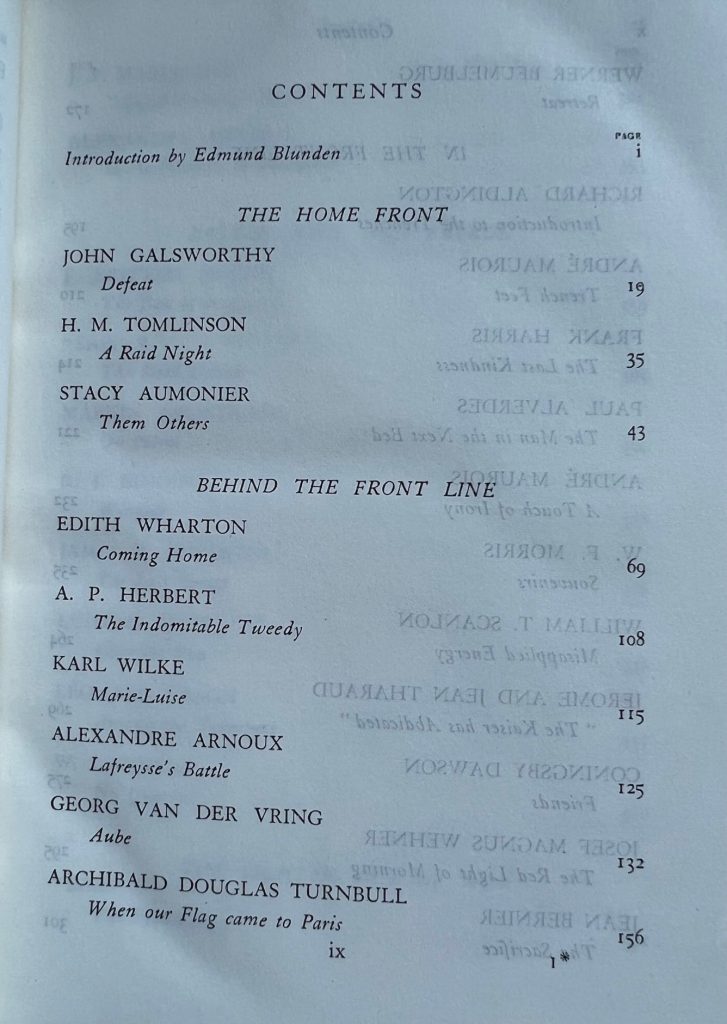 CONTENTS
PAGE
Introduction by Edmund Blunden i
THE HOME FRONT
JOHN GALSWORTHY
Defeat 19
H. M. TOMLINSON
A Raid Night 35
STACY AUMONIER
Them Others 43
BEHIND THE FRONT LINE
EDITH WHARTON
Coming Home 69
A. P. HERBERT
The Indomitable Tweedy 108
KARL WILKE
Marie-Luise 115
ALEXANDRE ARNOUX
Lafreysse's Battle 125
GEORG VAN DER VRING
Aube 132
ARCHIBALD DOUGLAS TURNBULL
When our Flag came to Paris 156
ix
1*